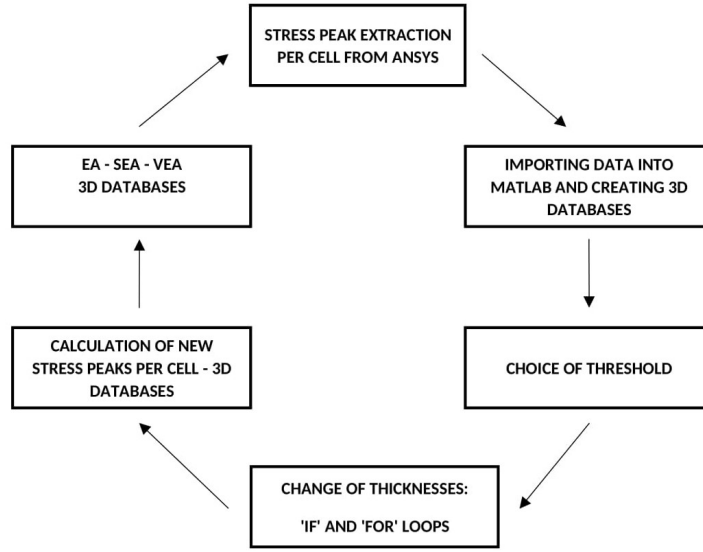 STRESS PEAK EXTRACTION
PER CELL FROM ANSYS
IMPORTING DATA INTO
MATLAB AND CREATING 3D
DATABASES
CHOICE OF THRESHOLD
CHANGE OF THICKNESSES:
'IF' AND 'FOR' LOOPS
CALCULATION OF NEW
STRESS PEAKS PER CELL - 3D
DATABASES
EA - SEA - VEA
3D DATABASES